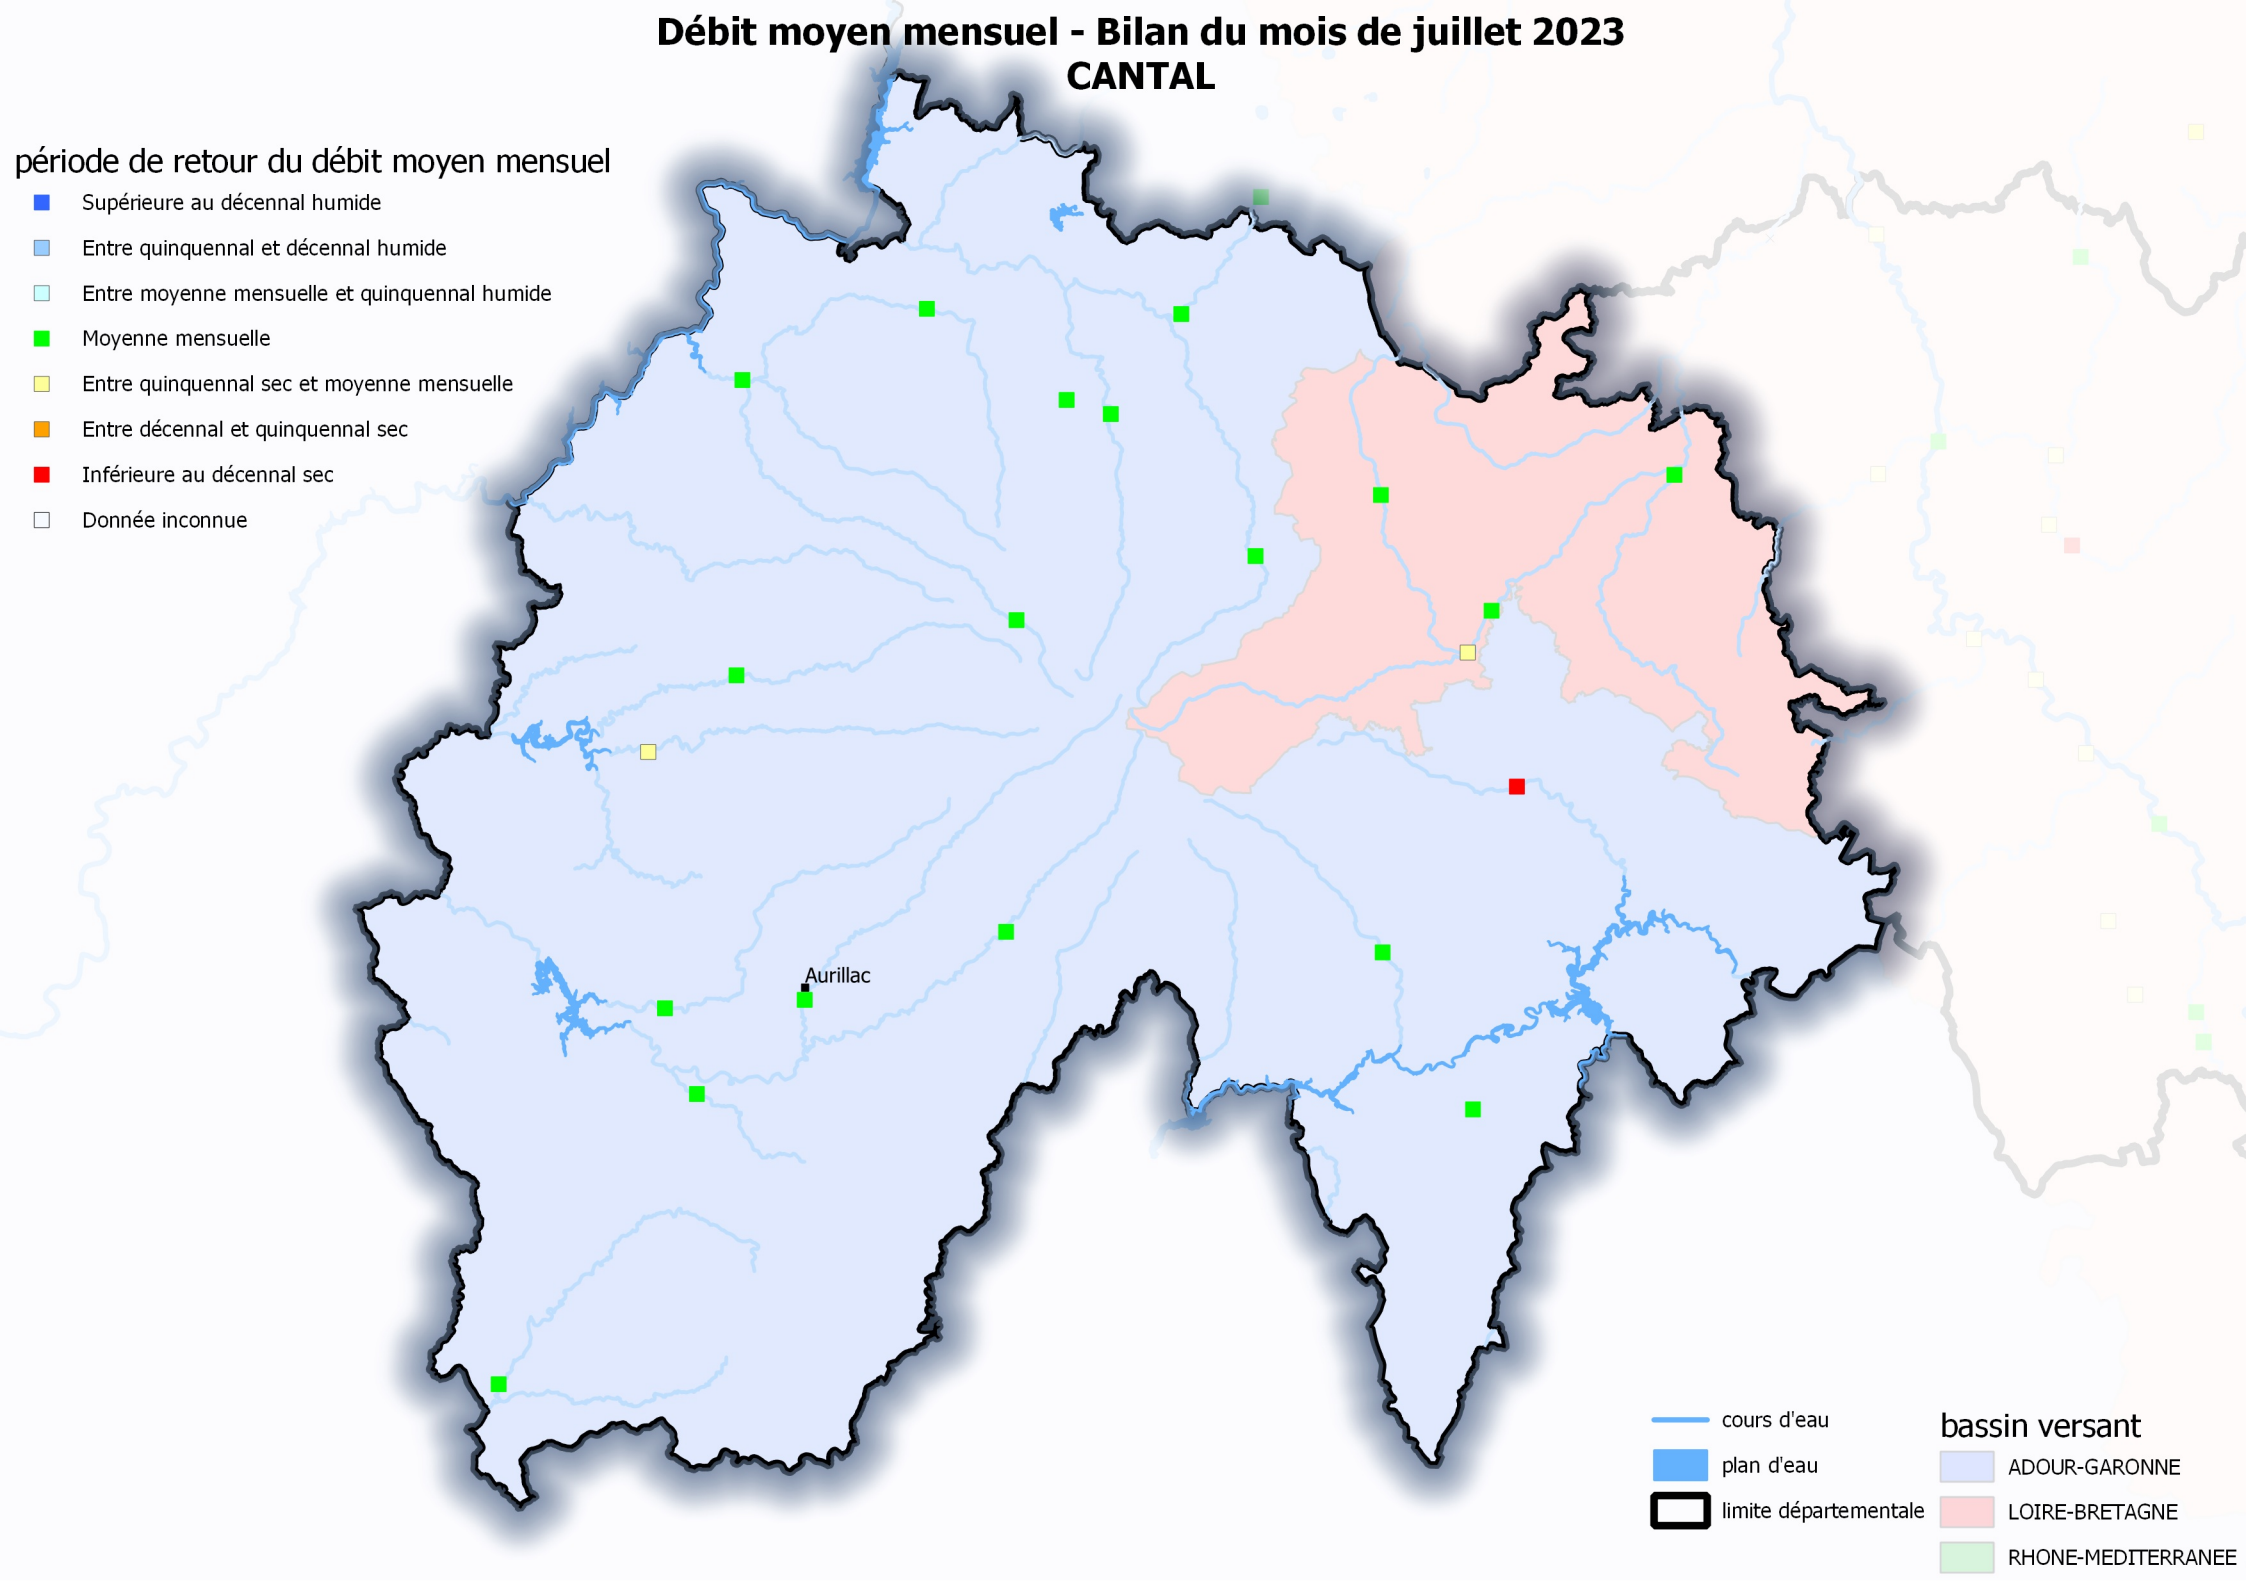 Débit moyen mensuel - Bilan du mois de juillet 2023
CANTAL
période de retour du débit moyen mensuel
Supérieure au décennal humide
Entre quinquennal et décennal humide
Entre moyenne mensuelle et quinquennal humide
Moyenne mensuelle
Entre quinquennal sec et moyenne mensuelle
Entre décennal et quinquennal sec
Inférieure au décennal sec
Donnée inconnue
Aurillac
cours d'eau
plan d'eau
limite départementale
bassin versant
ADOUR-GARONNE
LOIRE-BRETAGNE
RHONE-MEDITERRANEE